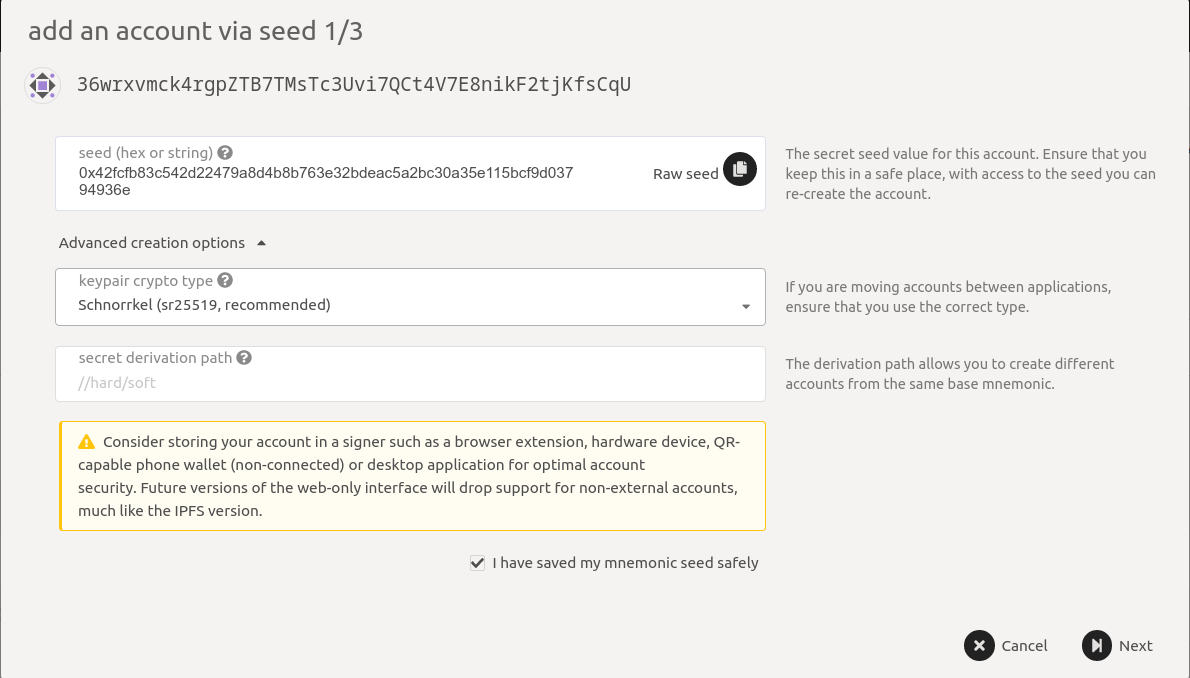 add an account via seed 1/3
36wrxvmck4rgpZTB7TMsTc3Uvi7QCt4V7E8nikF2tjKfsCqU
seed (hex or string)
0x42fcfb83c542d22479a8d4b8b763e32bdeac5a2bc30a35e115bcf9d037
94936e
Raw seed
The secret seed value for this account. Ensure that you
keep this in a safe place, with access to the seed you can
re-create the account.
Advanced creation options
keypair crypto type
Schnorrkel (sr25519, recommended)
If you are moving accounts between applications,
ensure that you use the correct type.
secret derivation path
//hard/soft
The derivation path allows you to create different
accounts from the same base mnemonic.
Consider storing your account in a signer such as a browser extension, hardware device, QR-
capable phone wallet (non-connected) or desktop application for optimal account
security. Future versions of the web-only interface will drop support for non-external accounts,
much like the IPFS version.
I have saved my mnemonic seed safely
Cancel
Next